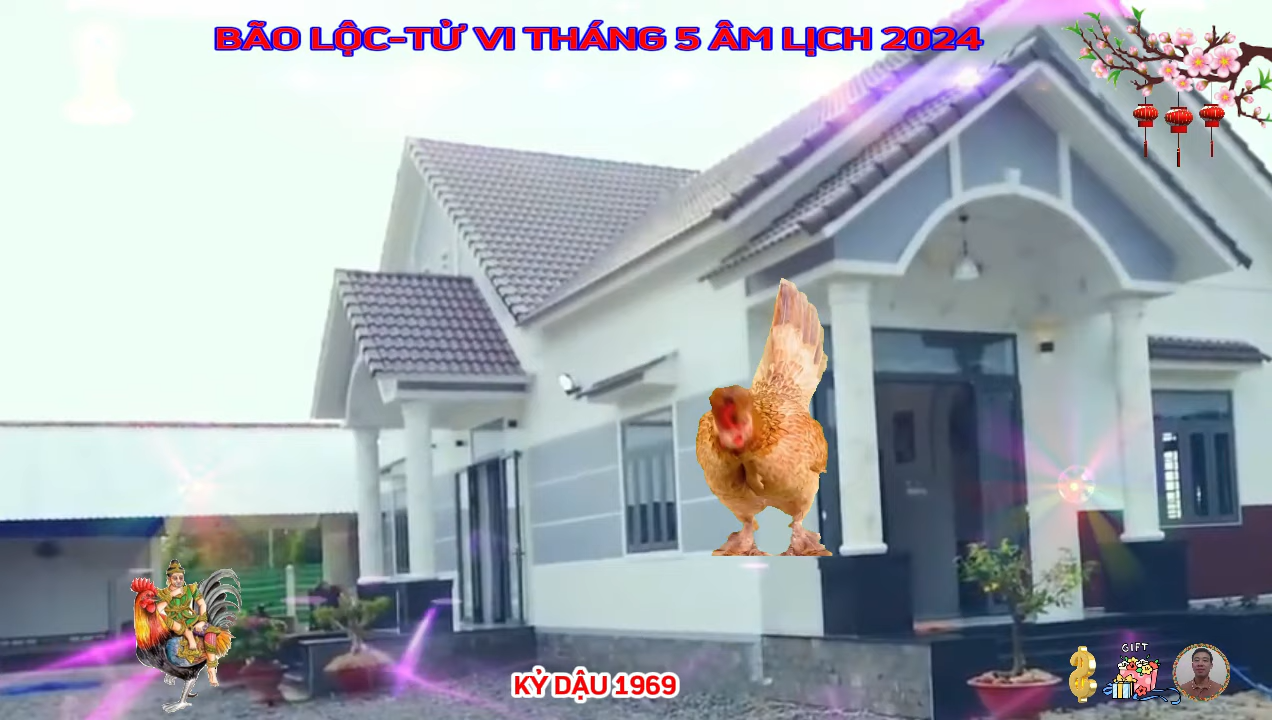 BÃO LỘC-TỬ VI THÁNG 5 ÂM LỊCH 2024
GIFT
KỶ DẬU 1969